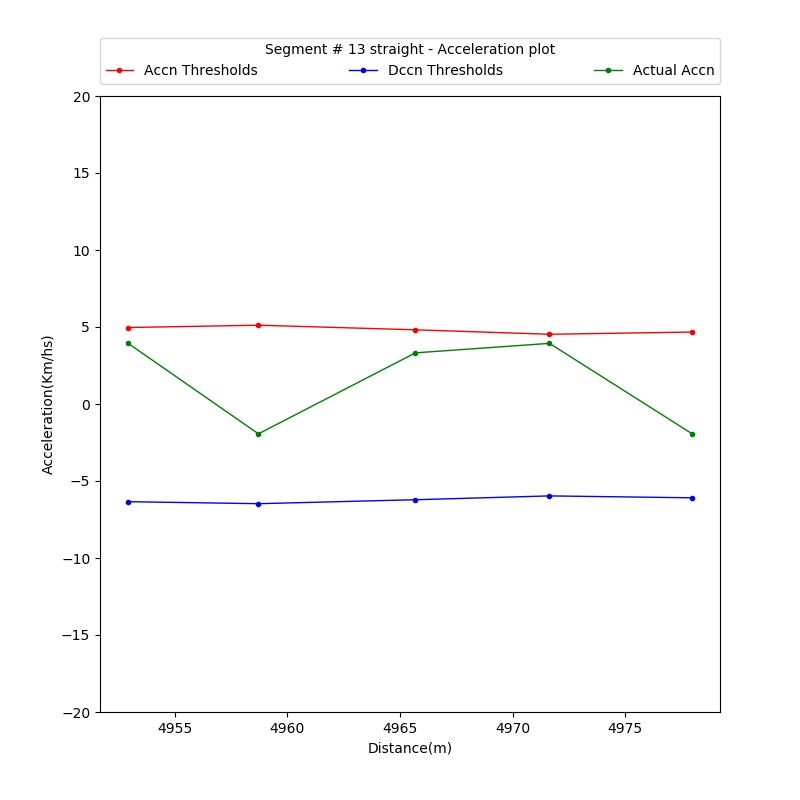 Segment # 13 straight - Acceleration plot
Accn Thresholds Dccn Thresholds Actual Accn
20
15
10
5
0
−5
−10
−15
−20
Acceleration(Km/hs)
4955 4960 4965 4970 4975
Distance(m)